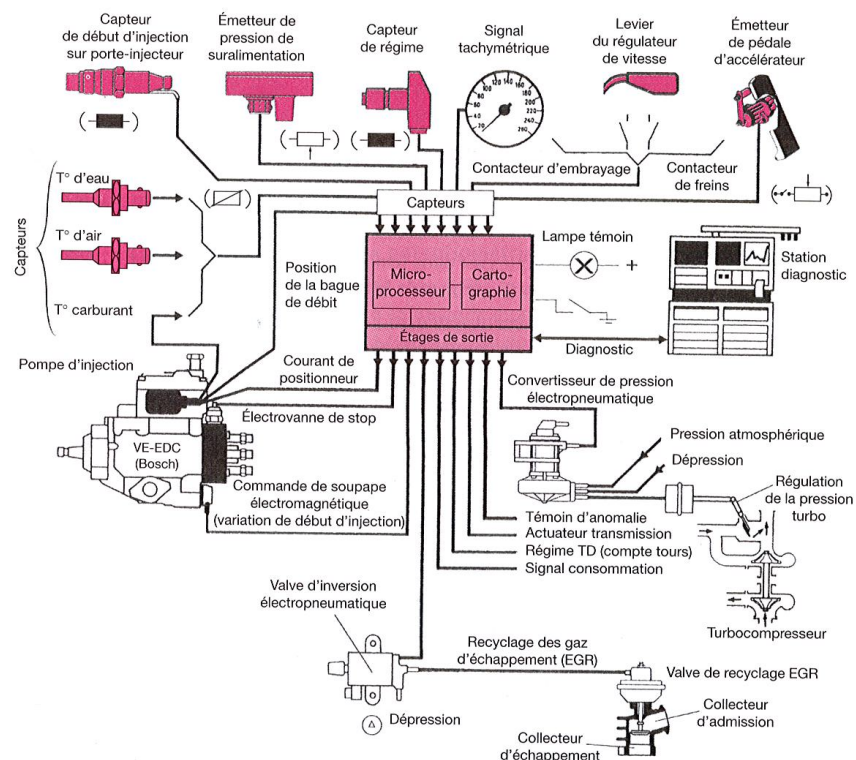 Capteur
de début d'injection
sur porte-injecteur
Émetteur de
pression de
suralimentation
Capteur
de régime
Signal
tachymétrique
Levier
du régulateur
de vitesse
Émetteur
de pédale
d'accélérateur
Contacteur d'embrayage
Contacteur
de freins
Capteurs
T° d'eau
T° d'air
T° carburant
Capteurs
Position
de la bague
de débit
Micro-
processeur
Carto-
graphie
Étages de sortie
Lampe témoin
+
Station
diagnostic
Diagnostic
Pompe d'injection
Courant de
positionneur
Électrovanne de stop
VE-EDC
(Bosch)
Commande de soupape
électromagnétique
(variation de début d'injection)
Convertisseur de pression
électropneumatique
Pression atmosphérique
Dépression
Régulation
de la pression
turbo
Témoin d'anomalie
Actuateur transmission
Régime TD (compte tours)
Signal consommation
Turbocompresseur
Valve d'inversion
électropneumatique
Recyclage des gaz
d'échappement (EGR)
Valve de recyclage EGR
Dépression
Collecteur
d'admission
Collecteur
d'échappement